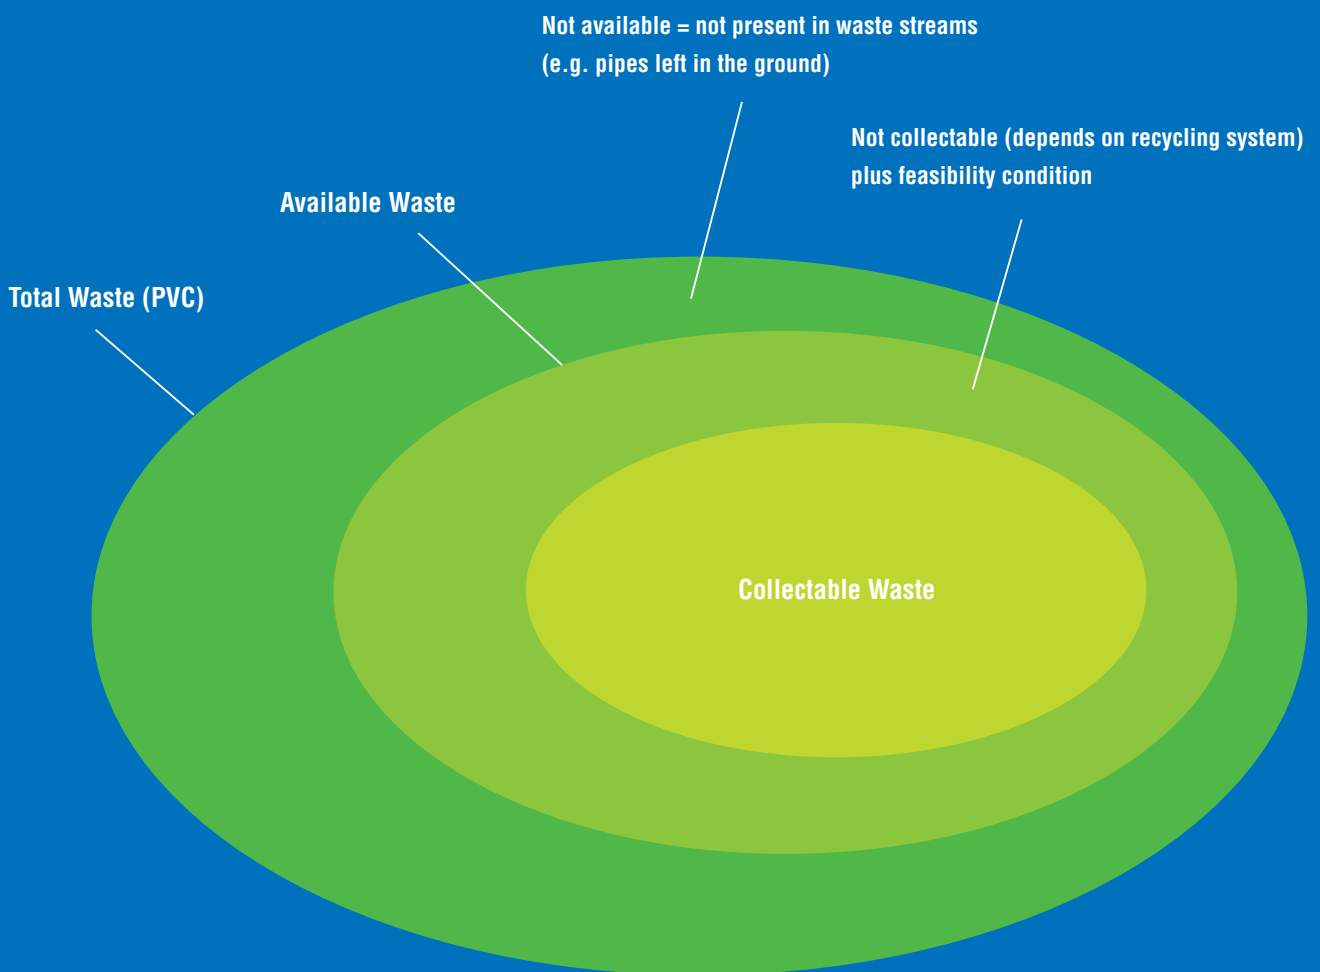 Not available = not present in waste streams
(e.g. pipes left in the ground)
Not collectable (depends on recycling system)
plus feasibility condition
Available Waste
Total Waste (PVC)
Collectable Waste